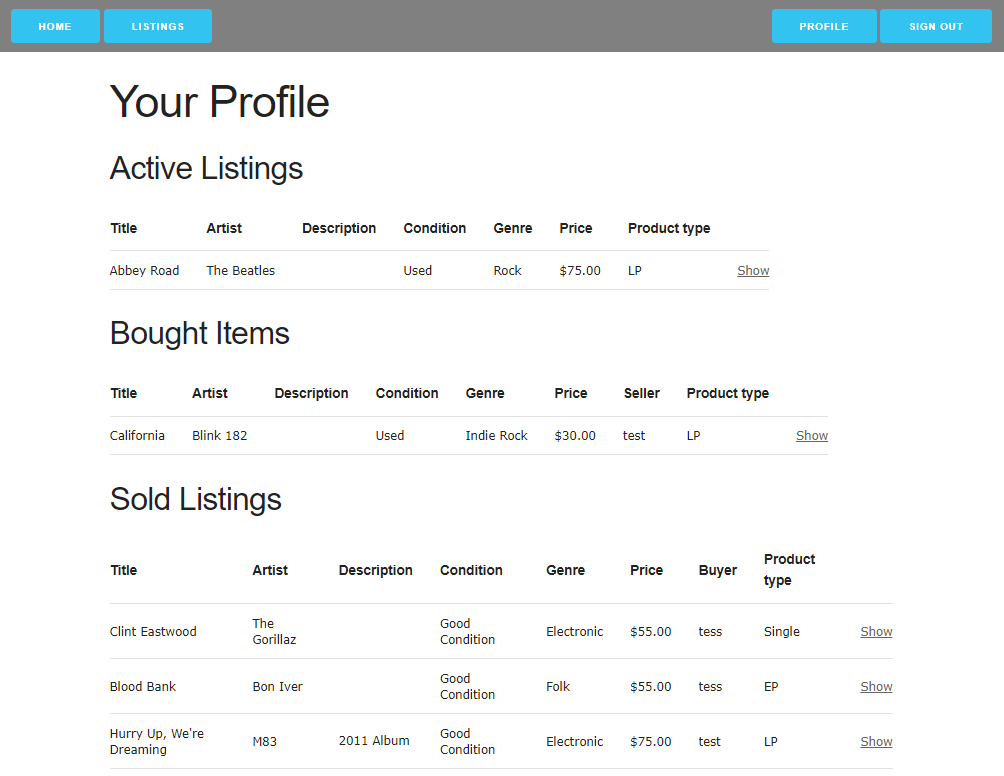 HOME LISTINGS PROFILE SIGN OUT
Your Profile
Active Listings
Title Artist Description Condition Genre Price Product type
Abbey Road The Beatles Used Rock $75.00 LP Show
Bought Items
Title Artist Description Condition Genre Price Seller Product type
California Blink 182 Used Indie Rock $30.00 test LP Show
Sold Listings
Title Artist Description Condition Genre Price Buyer Product type
Clint Eastwood The Gorillaz Good Condition Electronic $55.00 tess Single Show
Blood Bank Bon Iver Good Condition Folk $55.00 tess EP Show
Hurry Up, We're Dreaming M83 2011 Album Good Condition Electronic $75.00 test LP Show